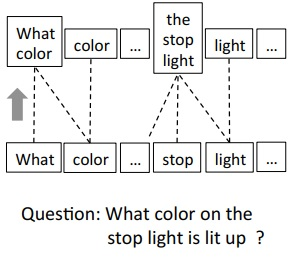 What color
color
...
the stop light
light
...
What
color
...
stop
light
...
Question: What color on the
stop light is lit up ?